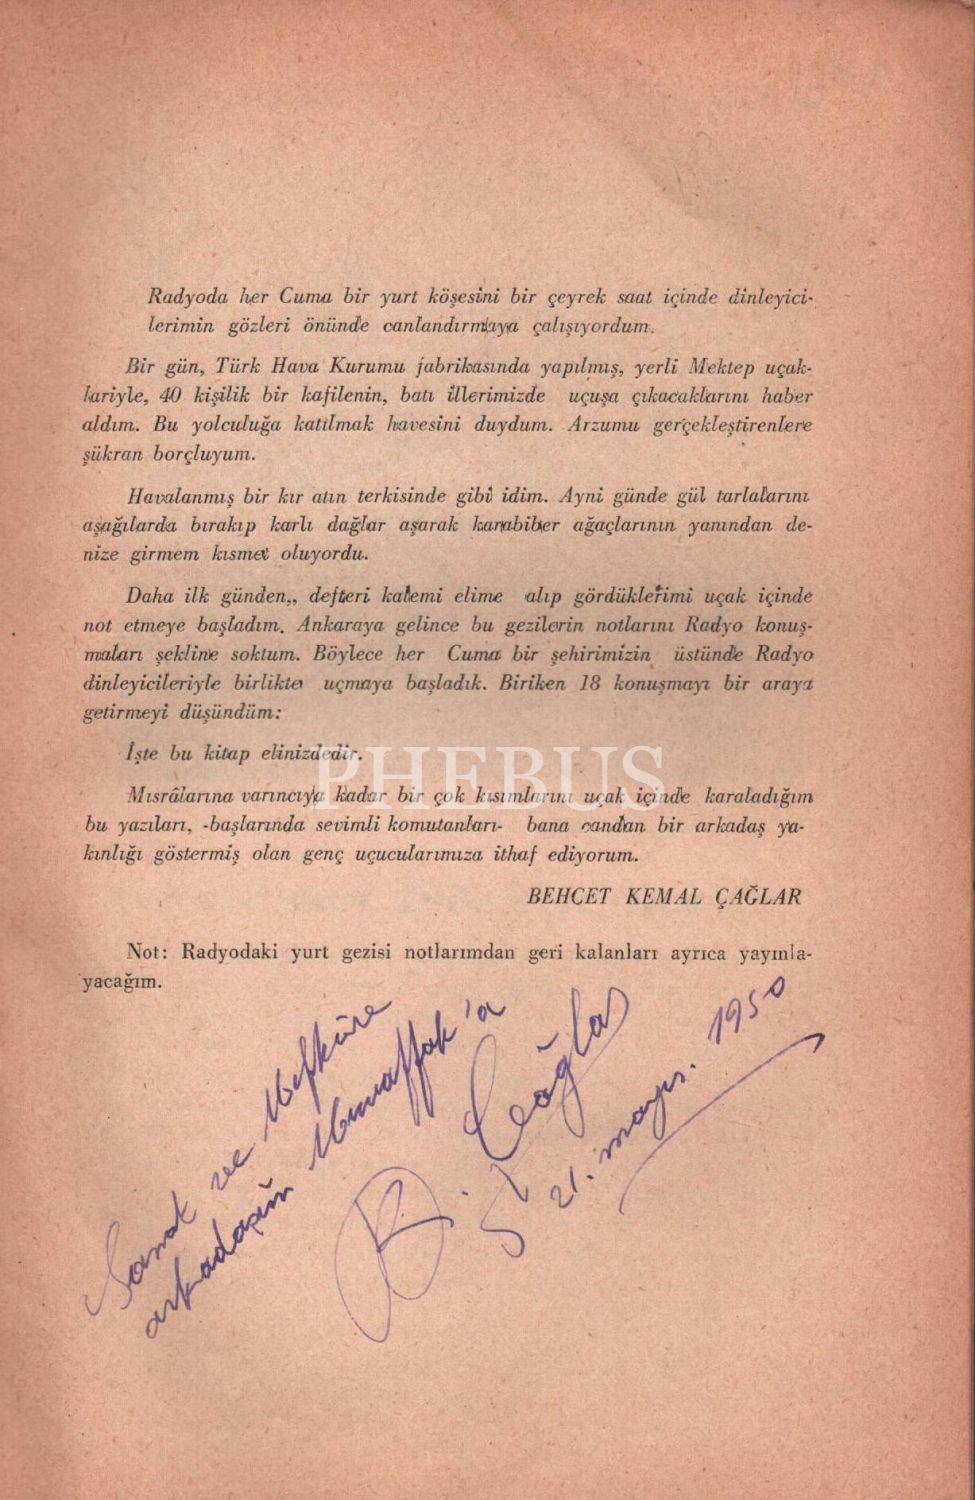 Radyoda her Cuma bir yurt köşesini bir çeyrek saat içinde dinleyici-
lerimin gözleri önünde canlandırmaya çalışıyordum.
Bir gün, Türk Hava Kurumu fabrikasında yapılmış, yerli Mektep uçak-
lariyle, 40 kişilik bir kafilenin, batı illerimizde uçuşa çıkacaklarını haber
aldım. Bu yolculuğa katılmak havesini duydum. Arzumu gerçekleştirenlere
şükran borçluyum.
Havalanmış bir kır atın terkisinde gibi idim. Ayni günde gül tarlalarını
aşağılarda bırakıp karlı dağlar aşarak karabiber ağaçlarının yanından de-
nize girmem kısmet oluyordu.
Daha ilk günden,, defteri kalemi elime alıp gördüklerimi uçak içinde
not etmeye başladım. Ankaraya gelince bu gezilerin notlarını Radyo konuş-
maları şekline soktum. Böylece her Cuma bir şehirimizin üstünde Radyo
dinleyicileriyle birlikte uçmaya başladık. Biriken 18 konuşmayı bir araya
getirmeyi düşündüm:
İşte bu kitap elinizdedir.
PHEBUS
Mısrâlarına varıncıya kadar bir çok kısımlarını uçak içinde karaladığım
bu yazıları, -başlarında sevimli komutanları- bana candan bir arkadaş ya-
kınlığı göstermiş olan genç uçucularımıza ithaf ediyorum.
BEHCET KEMAL ÇAĞLAR
Not: Radyodaki yurt gezisi notlarımdan geri kalanları ayrıca yayınla-
yacağım.
Sanat ve Mefkûre
arkadaşım Muvaffak'a
B. K. Çağlar
21. mayıs. 1950